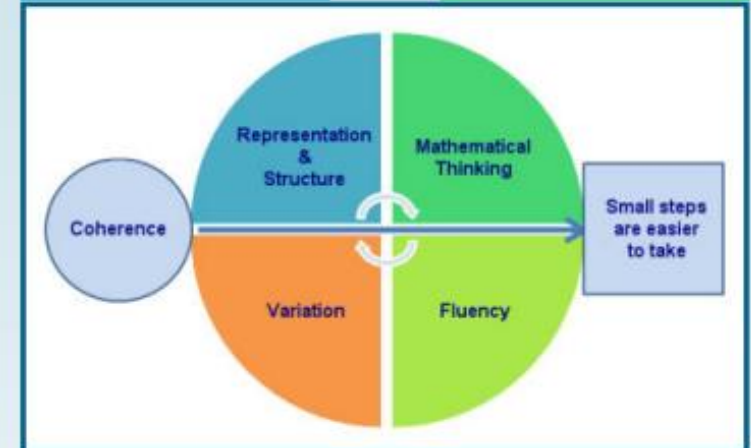 Representation
&
Structure
Mathematical
Thinking
Coherence
Small steps
are easier
to take
Variation
Fluency